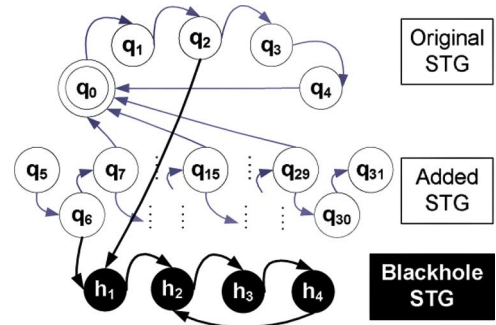 q1
q2
q3
Original
STG
q0
q4
q5
q7
q15
q29
q31
Added
STG
q6
q30
Blackhole
STG
h1
h2
h3
h4